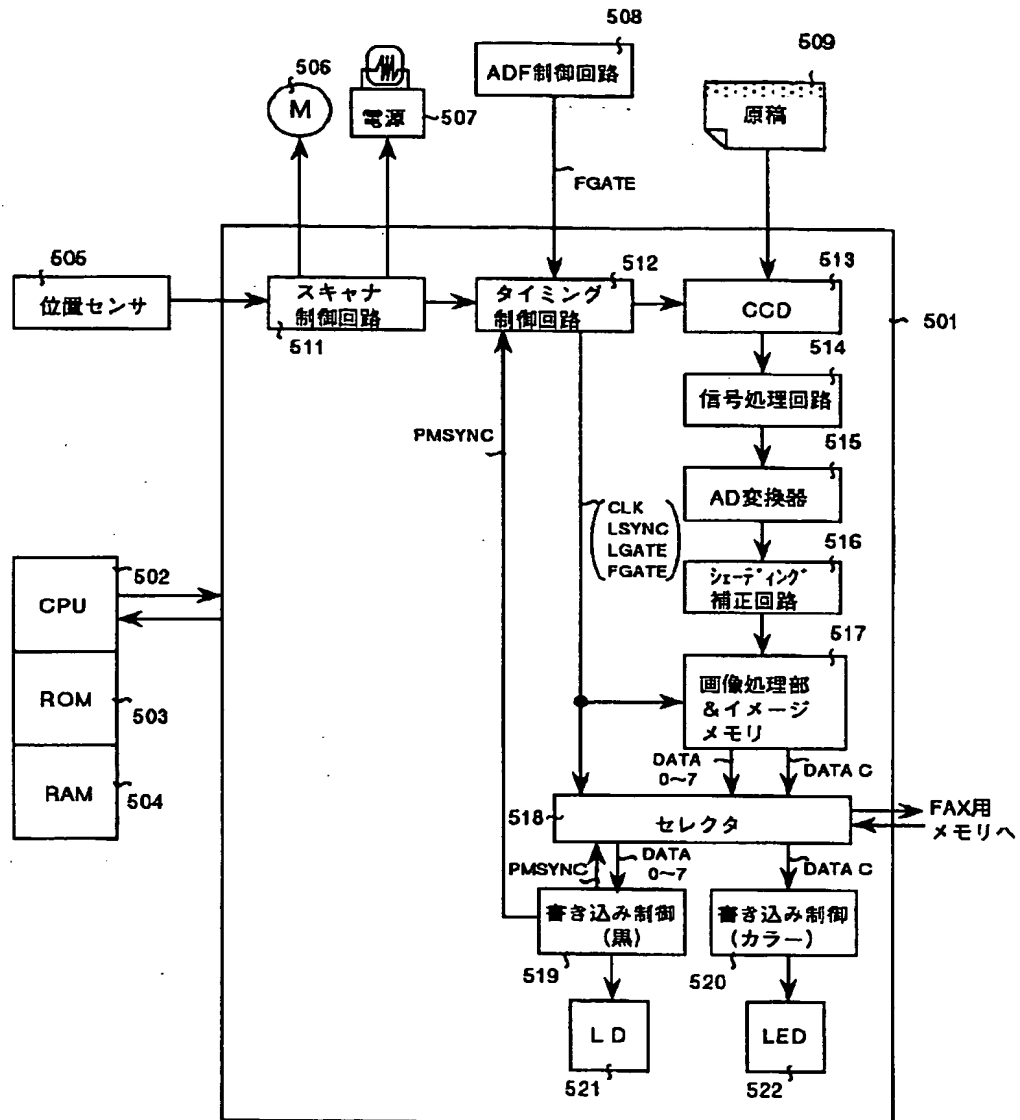 508
ADF制御回路
509
原稿
506
M
電源
507
FGATE
505
位置センサ
スキャナ
制御回路
511
512
タイミング
制御回路
513
CCD
501
514
信号処理回路
515
AD変換器
516
シェーディング
補正回路
517
画像処理部
&イメージ
メモリ
PMSYNC
CLK
LSYNC
LGATE
FGATE
502
CPU
ROM
503
RAM
504
DATA
0~7
DATA C
518
セレクタ
FAX用
メモリへ
PMSYNC
DATA
0~7
DATA C
書き込み制御
(黒)
519
書き込み制御
(カラー)
520
LD
521
LED
522